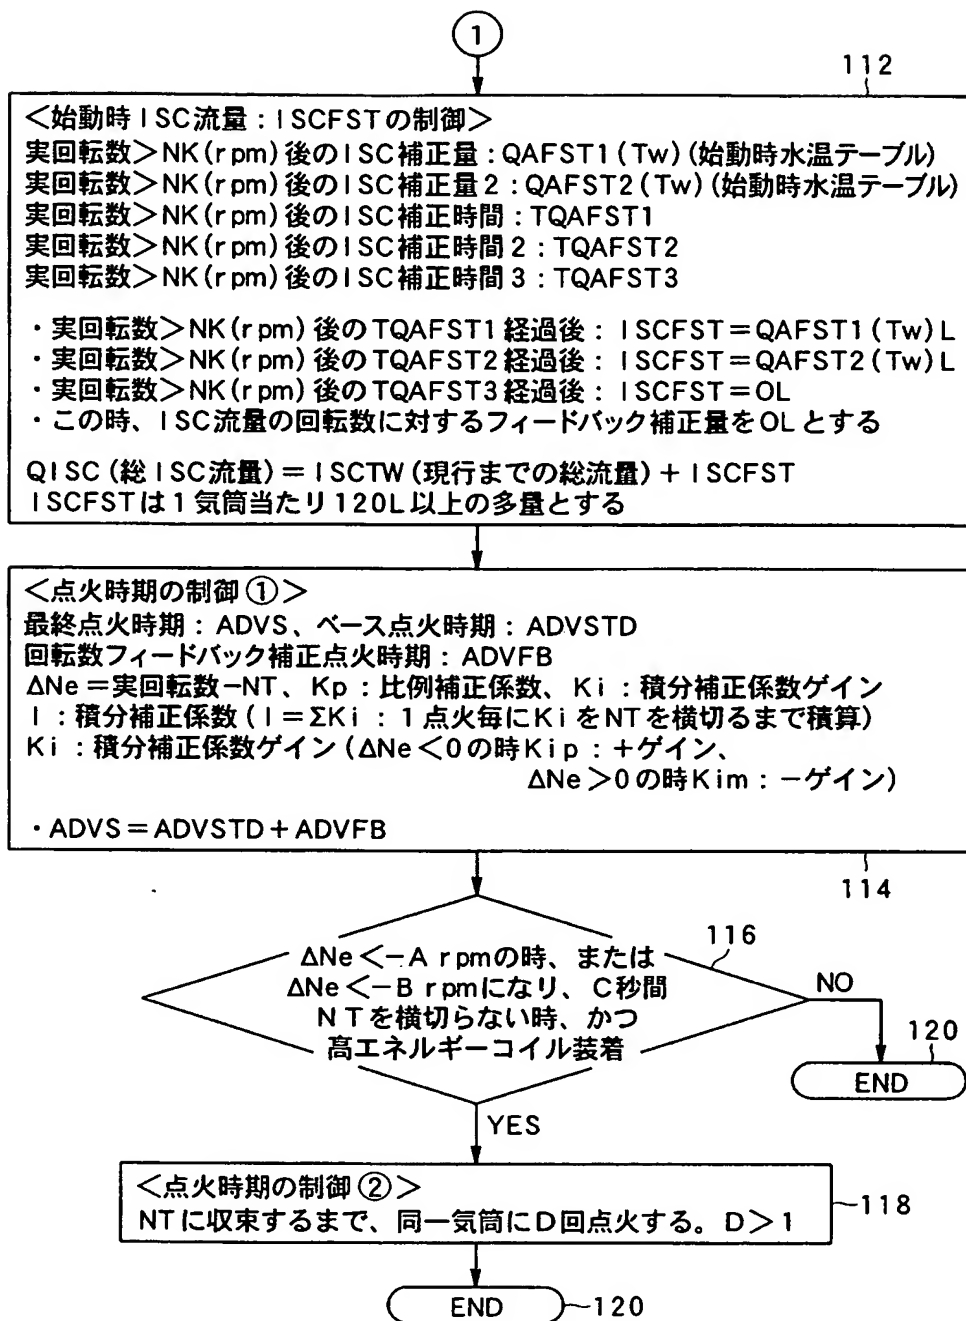 ①
112
＜始動時ISC流量：ISCFSTの制御＞
実回転数＞NK(rpm)後のISC補正量：QAFST1(Tw)(始動時水温テーブル)
実回転数＞NK(rpm)後のISC補正量2：QAFST2(Tw)(始動時水温テーブル)
実回転数＞NK(rpm)後のISC補正時間：TQAFST1
実回転数＞NK(rpm)後のISC補正時間2：TQAFST2
実回転数＞NK(rpm)後のISC補正時間3：TQAFST3
・実回転数＞NK(rpm)後のTQAFST1経過後：ISCFST＝QAFST1(Tw)L
・実回転数＞NK(rpm)後のTQAFST2経過後：ISCFST＝QAFST2(Tw)L
・実回転数＞NK(rpm)後のTQAFST3経過後：ISCFST＝OL
・この時、ISC流量の回転数に対するフィードバック補正量をOLとする
QISC(総ISC流量)＝ISCTW(現行までの総流量)＋ISCFST
ISCFSTは1気筒当たり120L以上の多量とする
＜点火時期の制御①＞
最終点火時期：ADVS、ベース点火時期：ADVSTD
回転数フィードバック補正点火時期：ADVFB
ΔNe＝実回転数−NT、Kp：比例補正係数、Ki：積分補正係数ゲイン
I：積分補正係数(I＝ΣKi：1点火毎にKiをNTを横切るまで積算)
Ki：積分補正係数ゲイン(ΔNe＜0の時Kip：＋ゲイン、
ΔNe＞0の時Kim：−ゲイン)
・ADVS＝ADVSTD＋ADVFB
114
116
ΔNe＜−A rpmの時、または
ΔNe＜−B rpmになり、C秒間
NTを横切らない時、かつ
高エネルギーコイル装着
NO
120
END
YES
＜点火時期の制御②＞
NTに収束するまで、同一気筒にD回点火する。D＞1
118
END
120